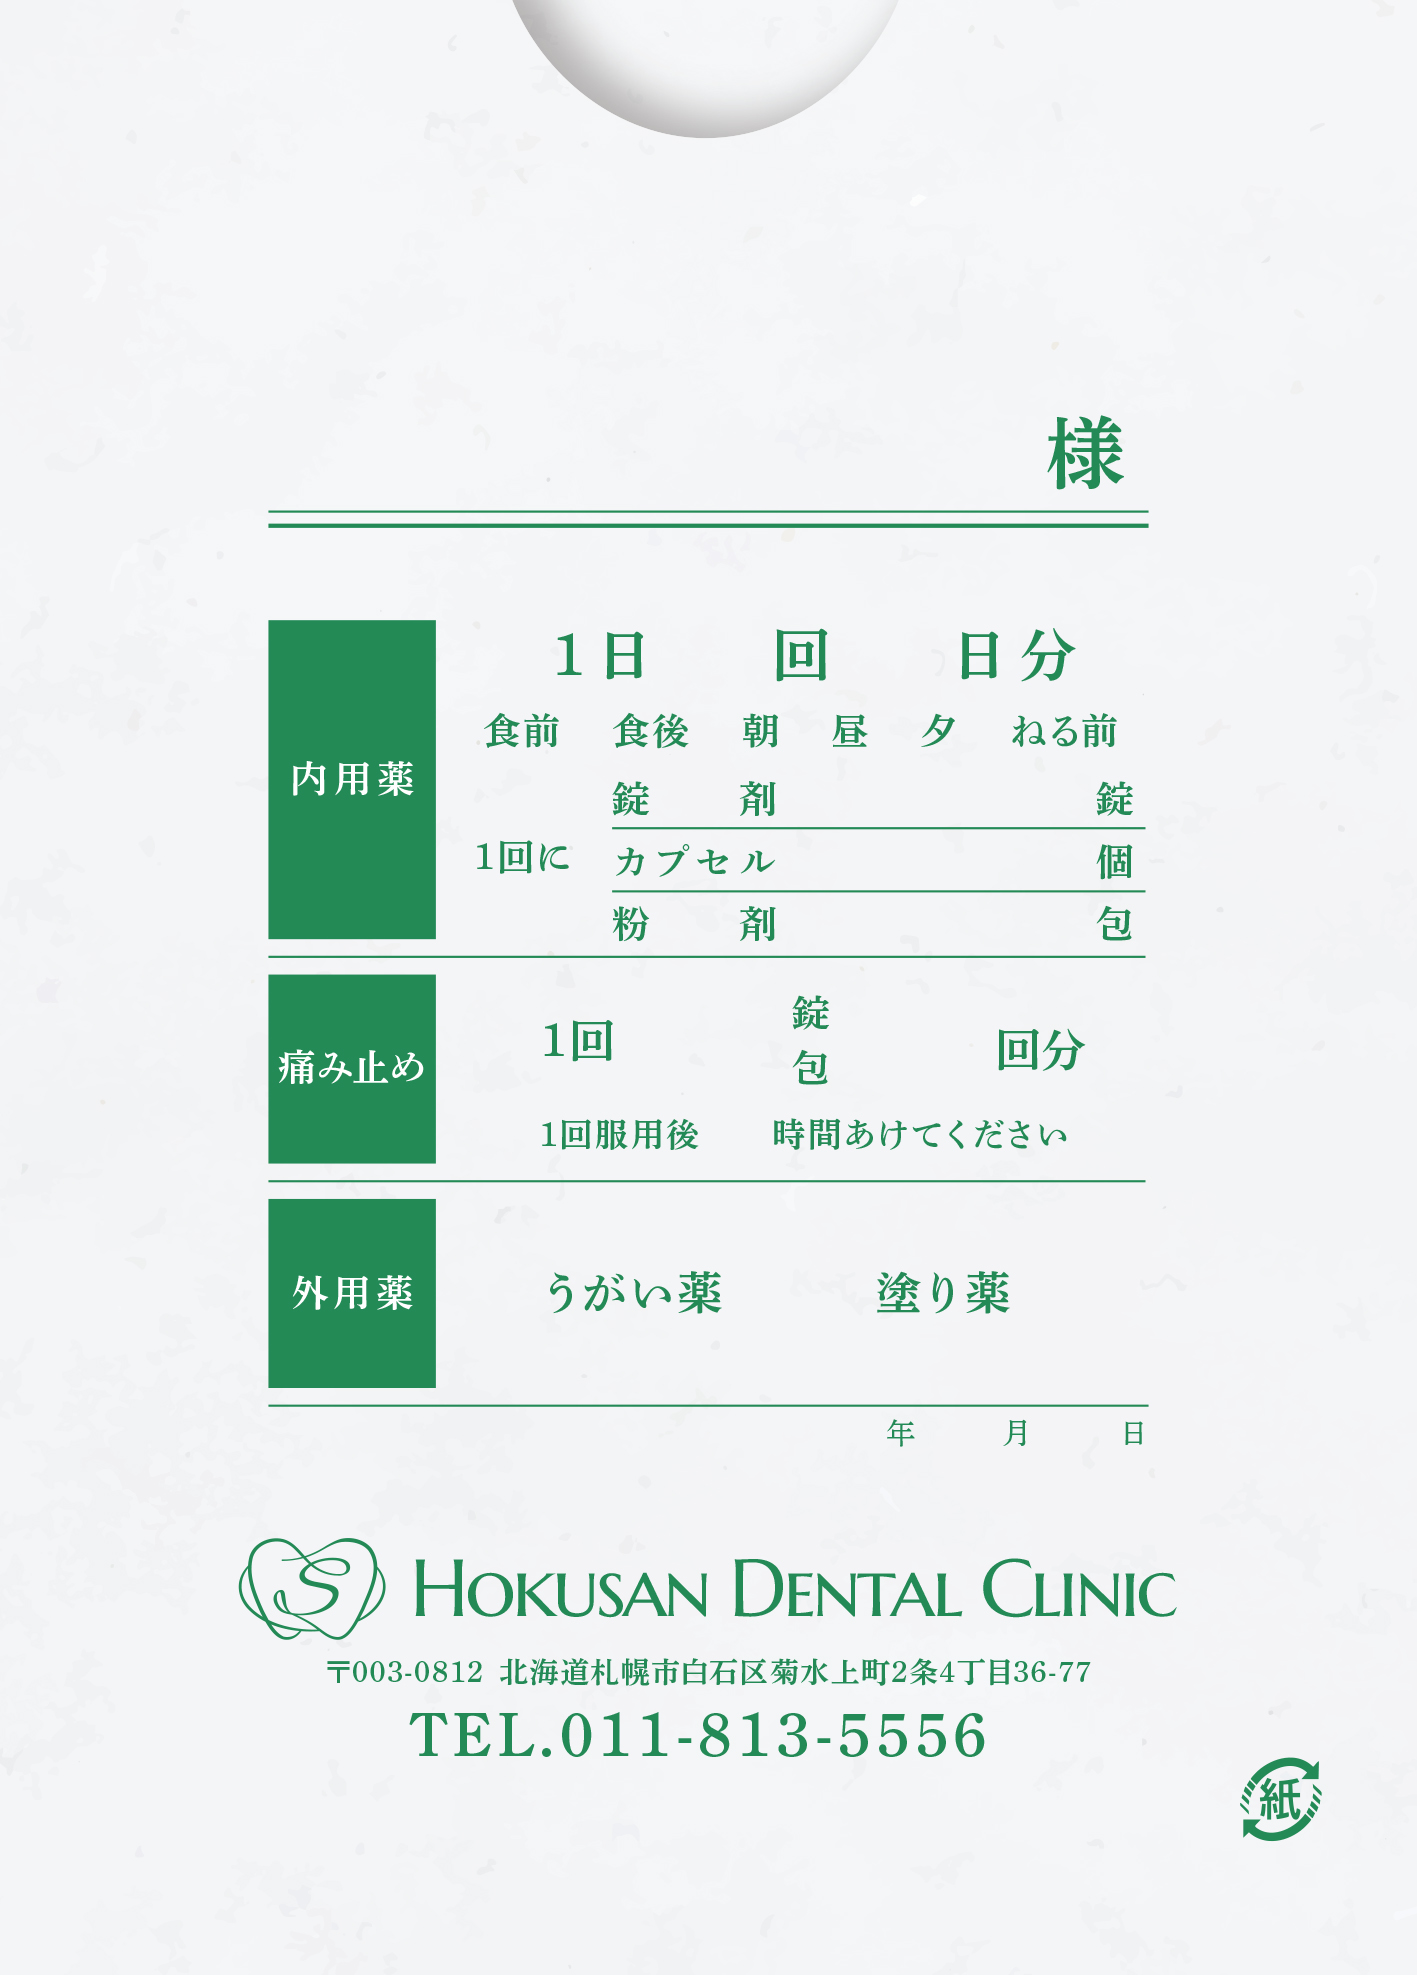 様
内用薬
1日 回 日分
食前 食後 朝 昼 夕 ねる前
1回に
錠 剤 錠
カプセル 個
粉 剤 包
痛み止め
1回 錠 包 回分
1回服用後 時間あけてください
外用薬
うがい薬 塗り薬
年 月 日
S HOKUSAN DENTAL CLINIC
〒003-0812 北海道札幌市白石区菊水上町2条4丁目36-77
TEL.011-813-5556
紙